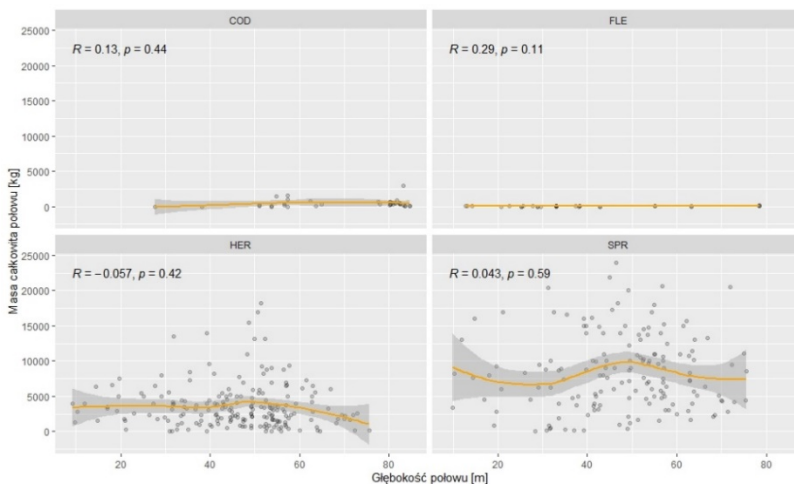 COD
FLE
R = 0.13, p = 0.44
R = 0.29, p = 0.11
25000
20000
15000
10000
5000
0
HER
SPR
R = −0.057, p = 0.42
R = 0.043, p = 0.59
25000
20000
15000
10000
5000
0
20 40 60 80
20 40 60 80
Masa całkowita połowu [kg]
Głębokość połowu [m]